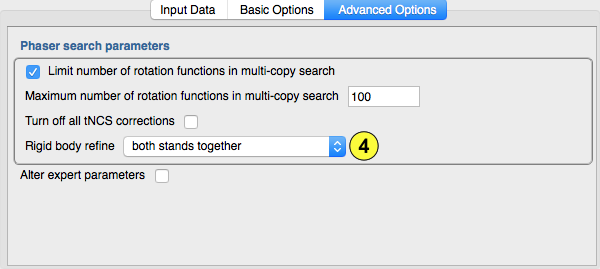 Input Data Basic Options Advanced Options
Phaser search parameters
Limit number of rotation functions in multi-copy search
Maximum number of rotation functions in multi-copy search 100
Turn off all tNCS corrections
Rigid body refine both stands together 4
Alter expert parameters